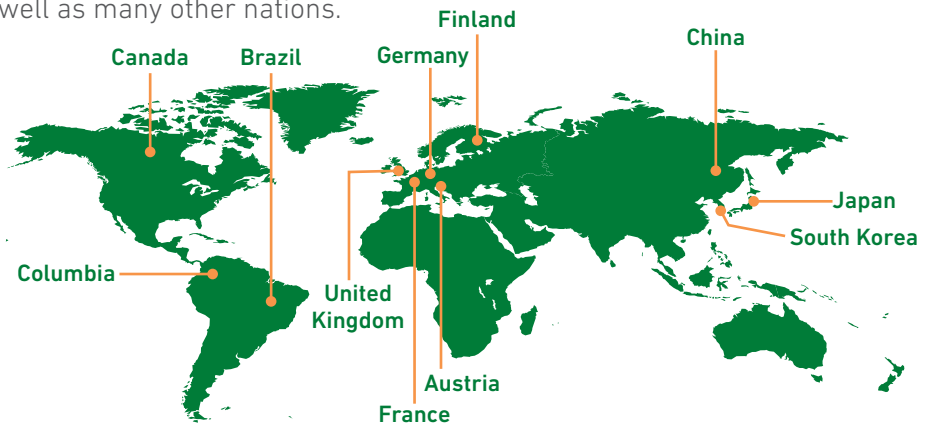 well as many other nations.
Finland
China
Canada
Brazil
Germany
Japan
South Korea
Columbia
United
Kingdom
Austria
France